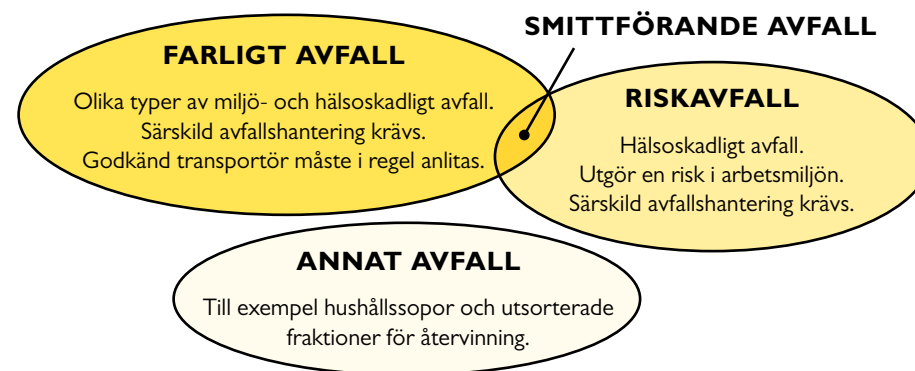 SMITTFÖRANDE AVFALL
FARLIGT AVFALL
Olika typer av miljö- och hälsoskadligt avfall.
Särskild avfallshantering krävs.
Godkänd transportör måste i regel anlitas.
RISKAVFALL
Hälsoskadligt avfall.
Utgör en risk i arbetsmiljön.
Särskild avfallshantering krävs.
ANNAT AVFALL
Till exempel hushållssopor och utsorterade
fraktioner för återvinning.